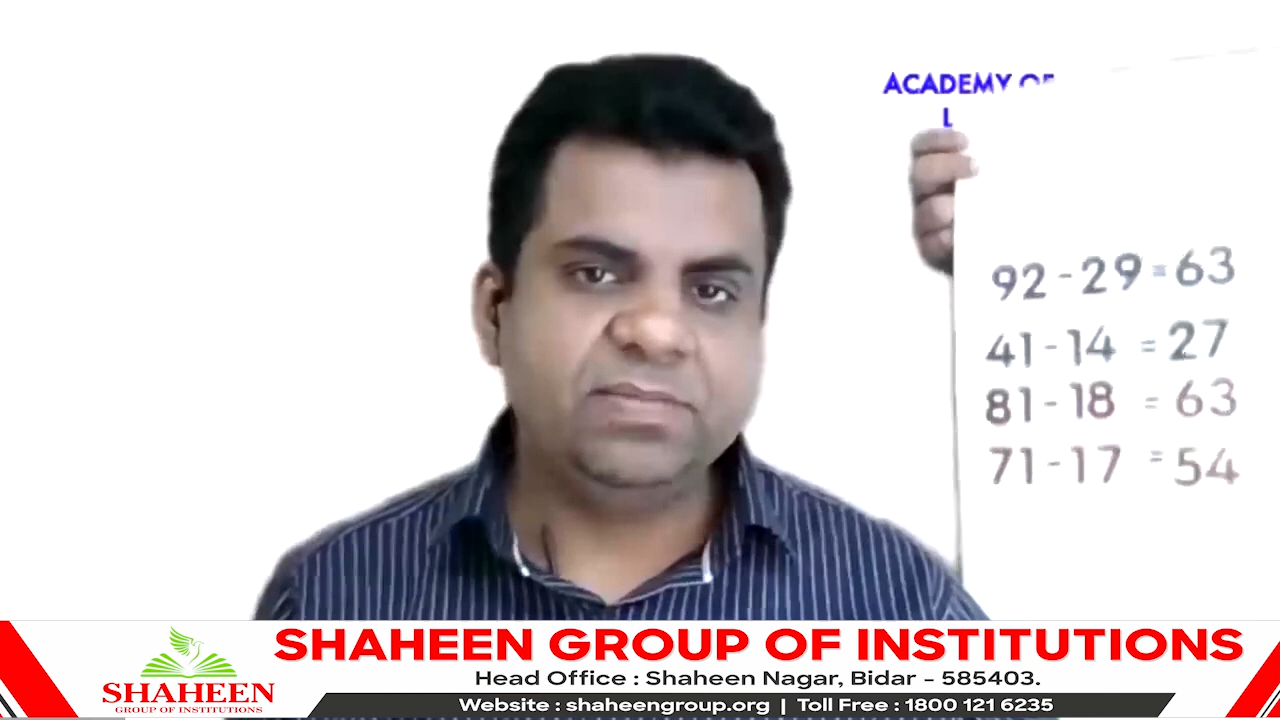 ACADEMY OF
L
92-29=63
41-14=27
81-18=63
71-17=54
SHAHEEN
GROUP OF INSTITUTIONS
SHAHEEN GROUP OF INSTITUTIONS
Head Office : Shaheen Nagar, Bidar - 585403.
Website : shaheengroup.org | Toll Free : 1800 121 6235